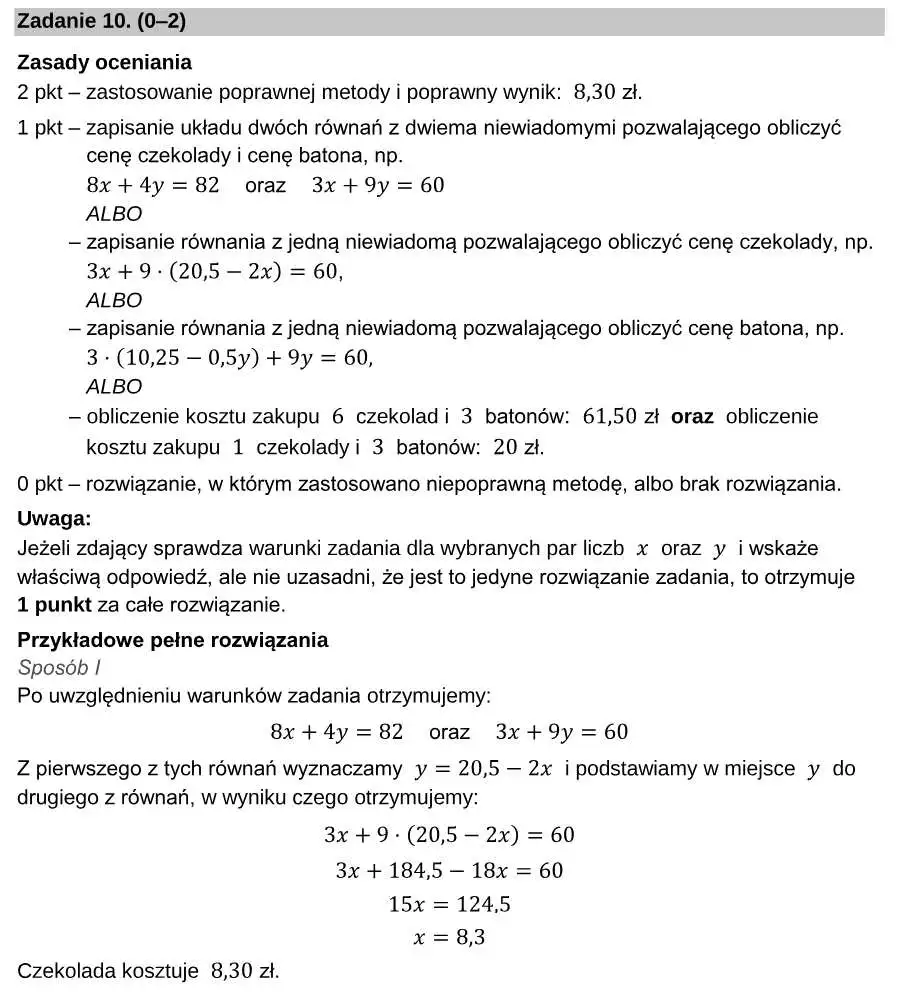 Zadanie 10. (0–2)
Zasady oceniania
2 pkt – zastosowanie poprawnej metody i poprawny wynik: 8,30 zł.
1 pkt – zapisanie układu dwóch równań z dwiema niewiadomymi pozwalającego obliczyć
cenę czekolady i cenę batona, np.
8x + 4y = 82 oraz 3x + 9y = 60
ALBO
– zapisanie równania z jedną niewiadomą pozwalającego obliczyć cenę czekolady, np.
3x + 9 · (20,5 − 2x) = 60,
ALBO
– zapisanie równania z jedną niewiadomą pozwalającego obliczyć cenę batona, np.
3 · (10,25 − 0,5y) + 9y = 60,
ALBO
– obliczenie kosztu zakupu 6 czekolad i 3 batonów: 61,50 zł oraz obliczenie
kosztu zakupu 1 czekolady i 3 batonów: 20 zł.
0 pkt – rozwiązanie, w którym zastosowano niepoprawną metodę, albo brak rozwiązania.
Uwaga:
Jeżeli zdający sprawdza warunki zadania dla wybranych par liczb x oraz y i wskaże
właściwą odpowiedź, ale nie uzasadni, że jest to jedyne rozwiązanie zadania, to otrzymuje
1 punkt za całe rozwiązanie.
Przykładowe pełne rozwiązania
Sposób I
Po uwzględnieniu warunków zadania otrzymujemy:
8x + 4y = 82 oraz 3x + 9y = 60
Z pierwszego z tych równań wyznaczamy y = 20,5 − 2x i podstawiamy w miejsce y do
drugiego z równań, w wyniku czego otrzymujemy:
3x + 9 · (20,5 − 2x) = 60
3x + 184,5 − 18x = 60
15x = 124,5
x = 8,3
Czekolada kosztuje 8,30 zł.